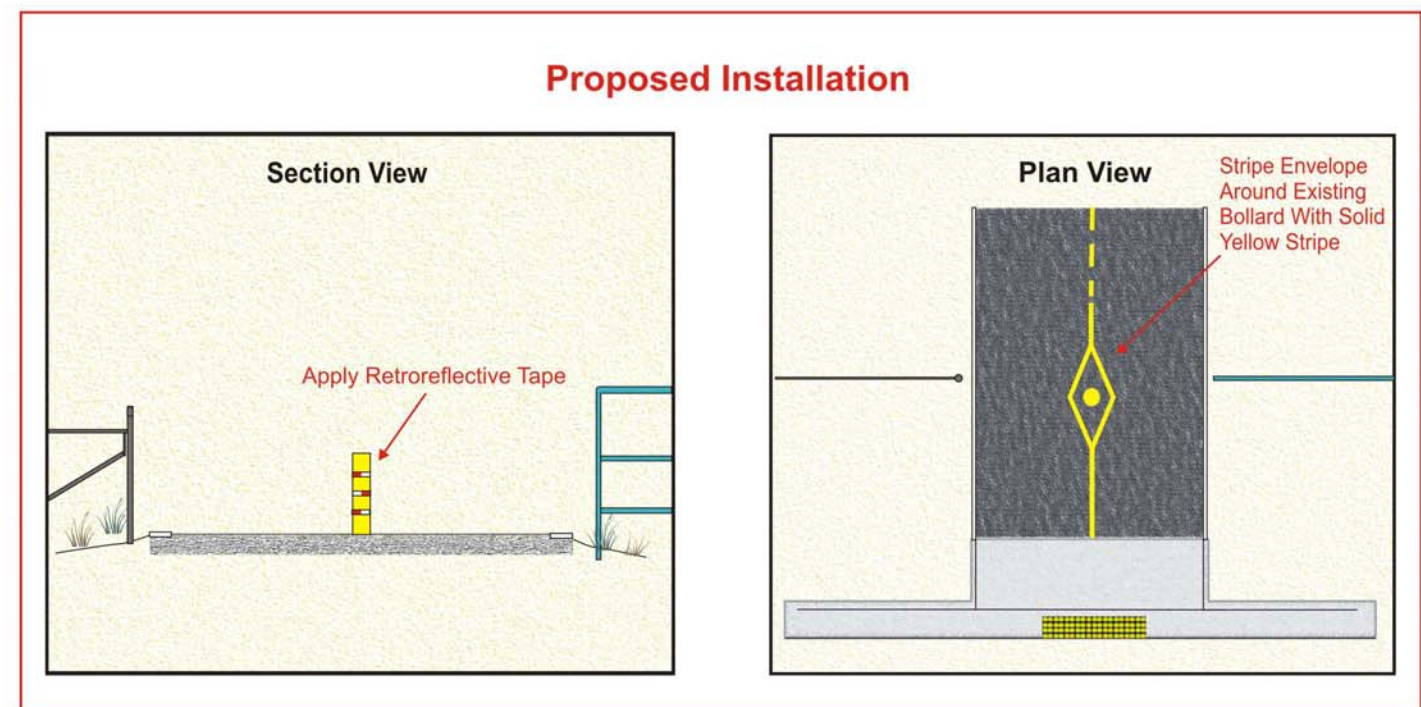 Proposed Installation
Section View
Apply Retroreflective Tape
Plan View
Stripe Envelope
Around Existing
Bollard With Solid
Yellow Stripe